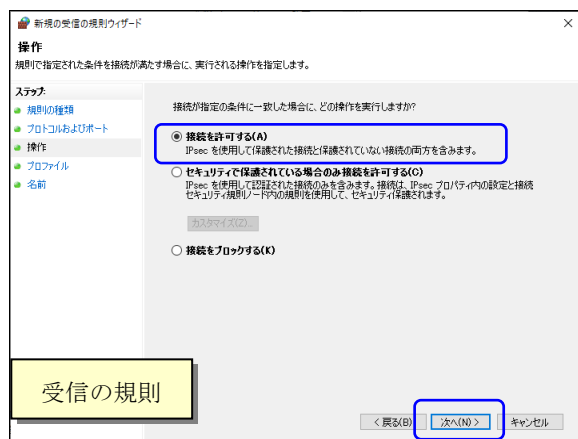 新規の受信の規則ウィザード
操作
規則で指定された条件を接続が満たす場合に、実行される操作を指定します。
ステップ:
規則の種類
プロトコルおよびポート
操作
プロファイル
名前
接続が指定の条件に一致した場合に、どの操作を実行しますか?
接続を許可する(A)
IPsec を使用して保護された接続と保護されていない接続の両方を含みます。
セキュリティで保護されている場合のみ接続を許可する(C)
IPsec を使用して認証された接続のみを含みます。接続は、IPsec プロパティ内の設定と接続
セキュリティ規則ノード内の規則を使用して、セキュリティ保護されます。
カスタマイズ(Z)...
接続をブロックする(K)
受信の規則
< 戻る(B)
次へ(N) >
キャンセル